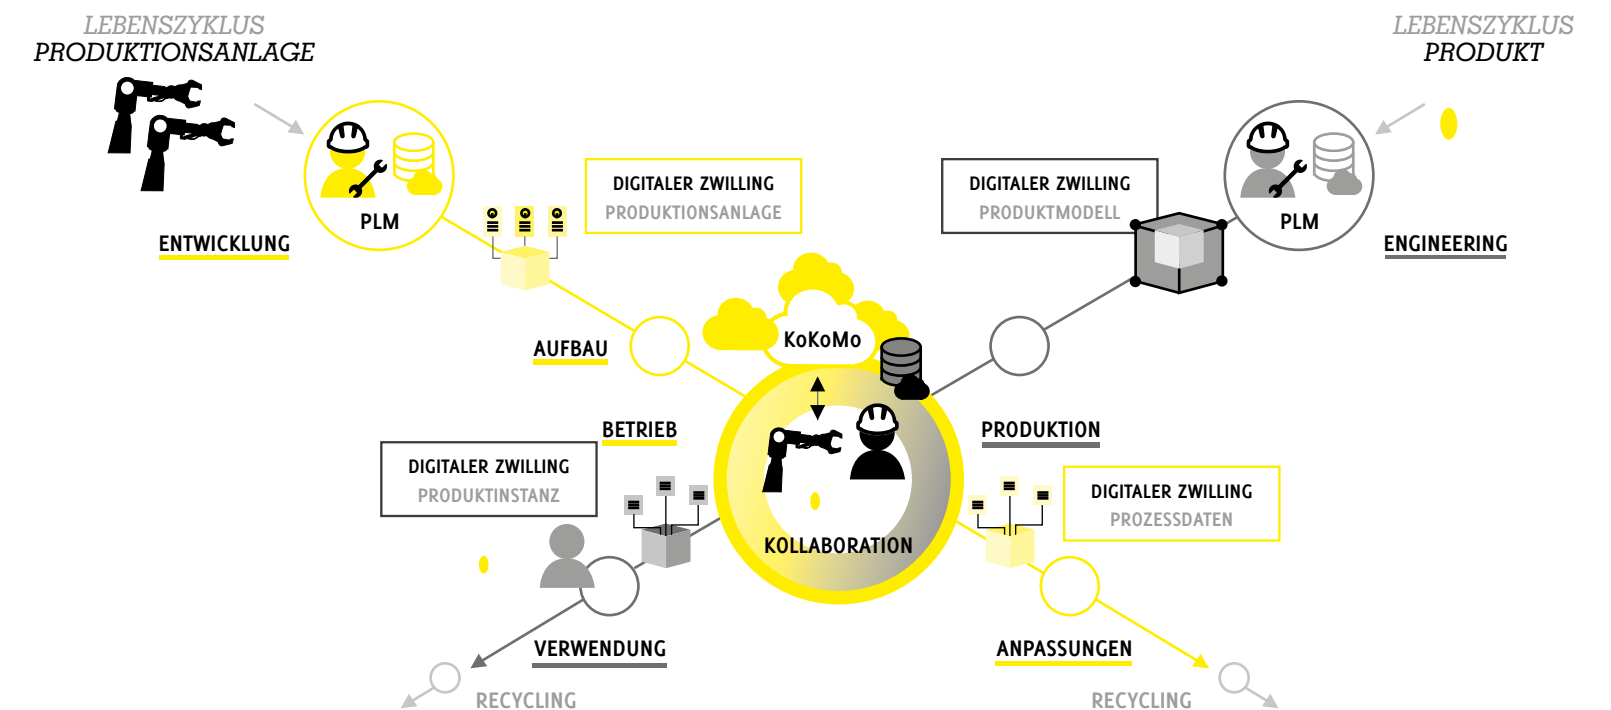 LEBENSZYKLUS
PRODUKTIONSANLAGE
LEBENSZYKLUS
PRODUKT
PLM
ENTWICKLUNG
DIGITALER ZWILLING
PRODUKTIONSANLAGE
DIGITALER ZWILLING
PRODUKTMODELL
PLM
ENGINEERING
AUFBAU
KoKoMo
BETRIEB
PRODUKTION
DIGITALER ZWILLING
PRODUKTINSTANZ
DIGITALER ZWILLING
PROZESSDATEN
KOLLABORATION
VERWENDUNG
ANPASSUNGEN
RECYCLING
RECYCLING